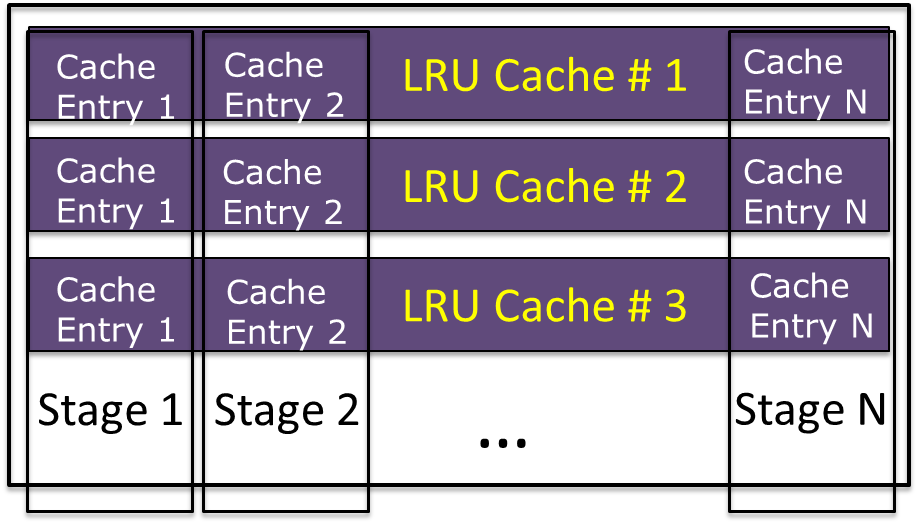 Cache
Entry 1
Cache
Entry 2
LRU Cache # 1
Cache
Entry N
Cache
Entry 1
Cache
Entry 2
LRU Cache # 2
Cache
Entry N
Cache
Entry 1
Cache
Entry 2
LRU Cache # 3
Cache
Entry N
Stage 1
Stage 2
...
Stage N